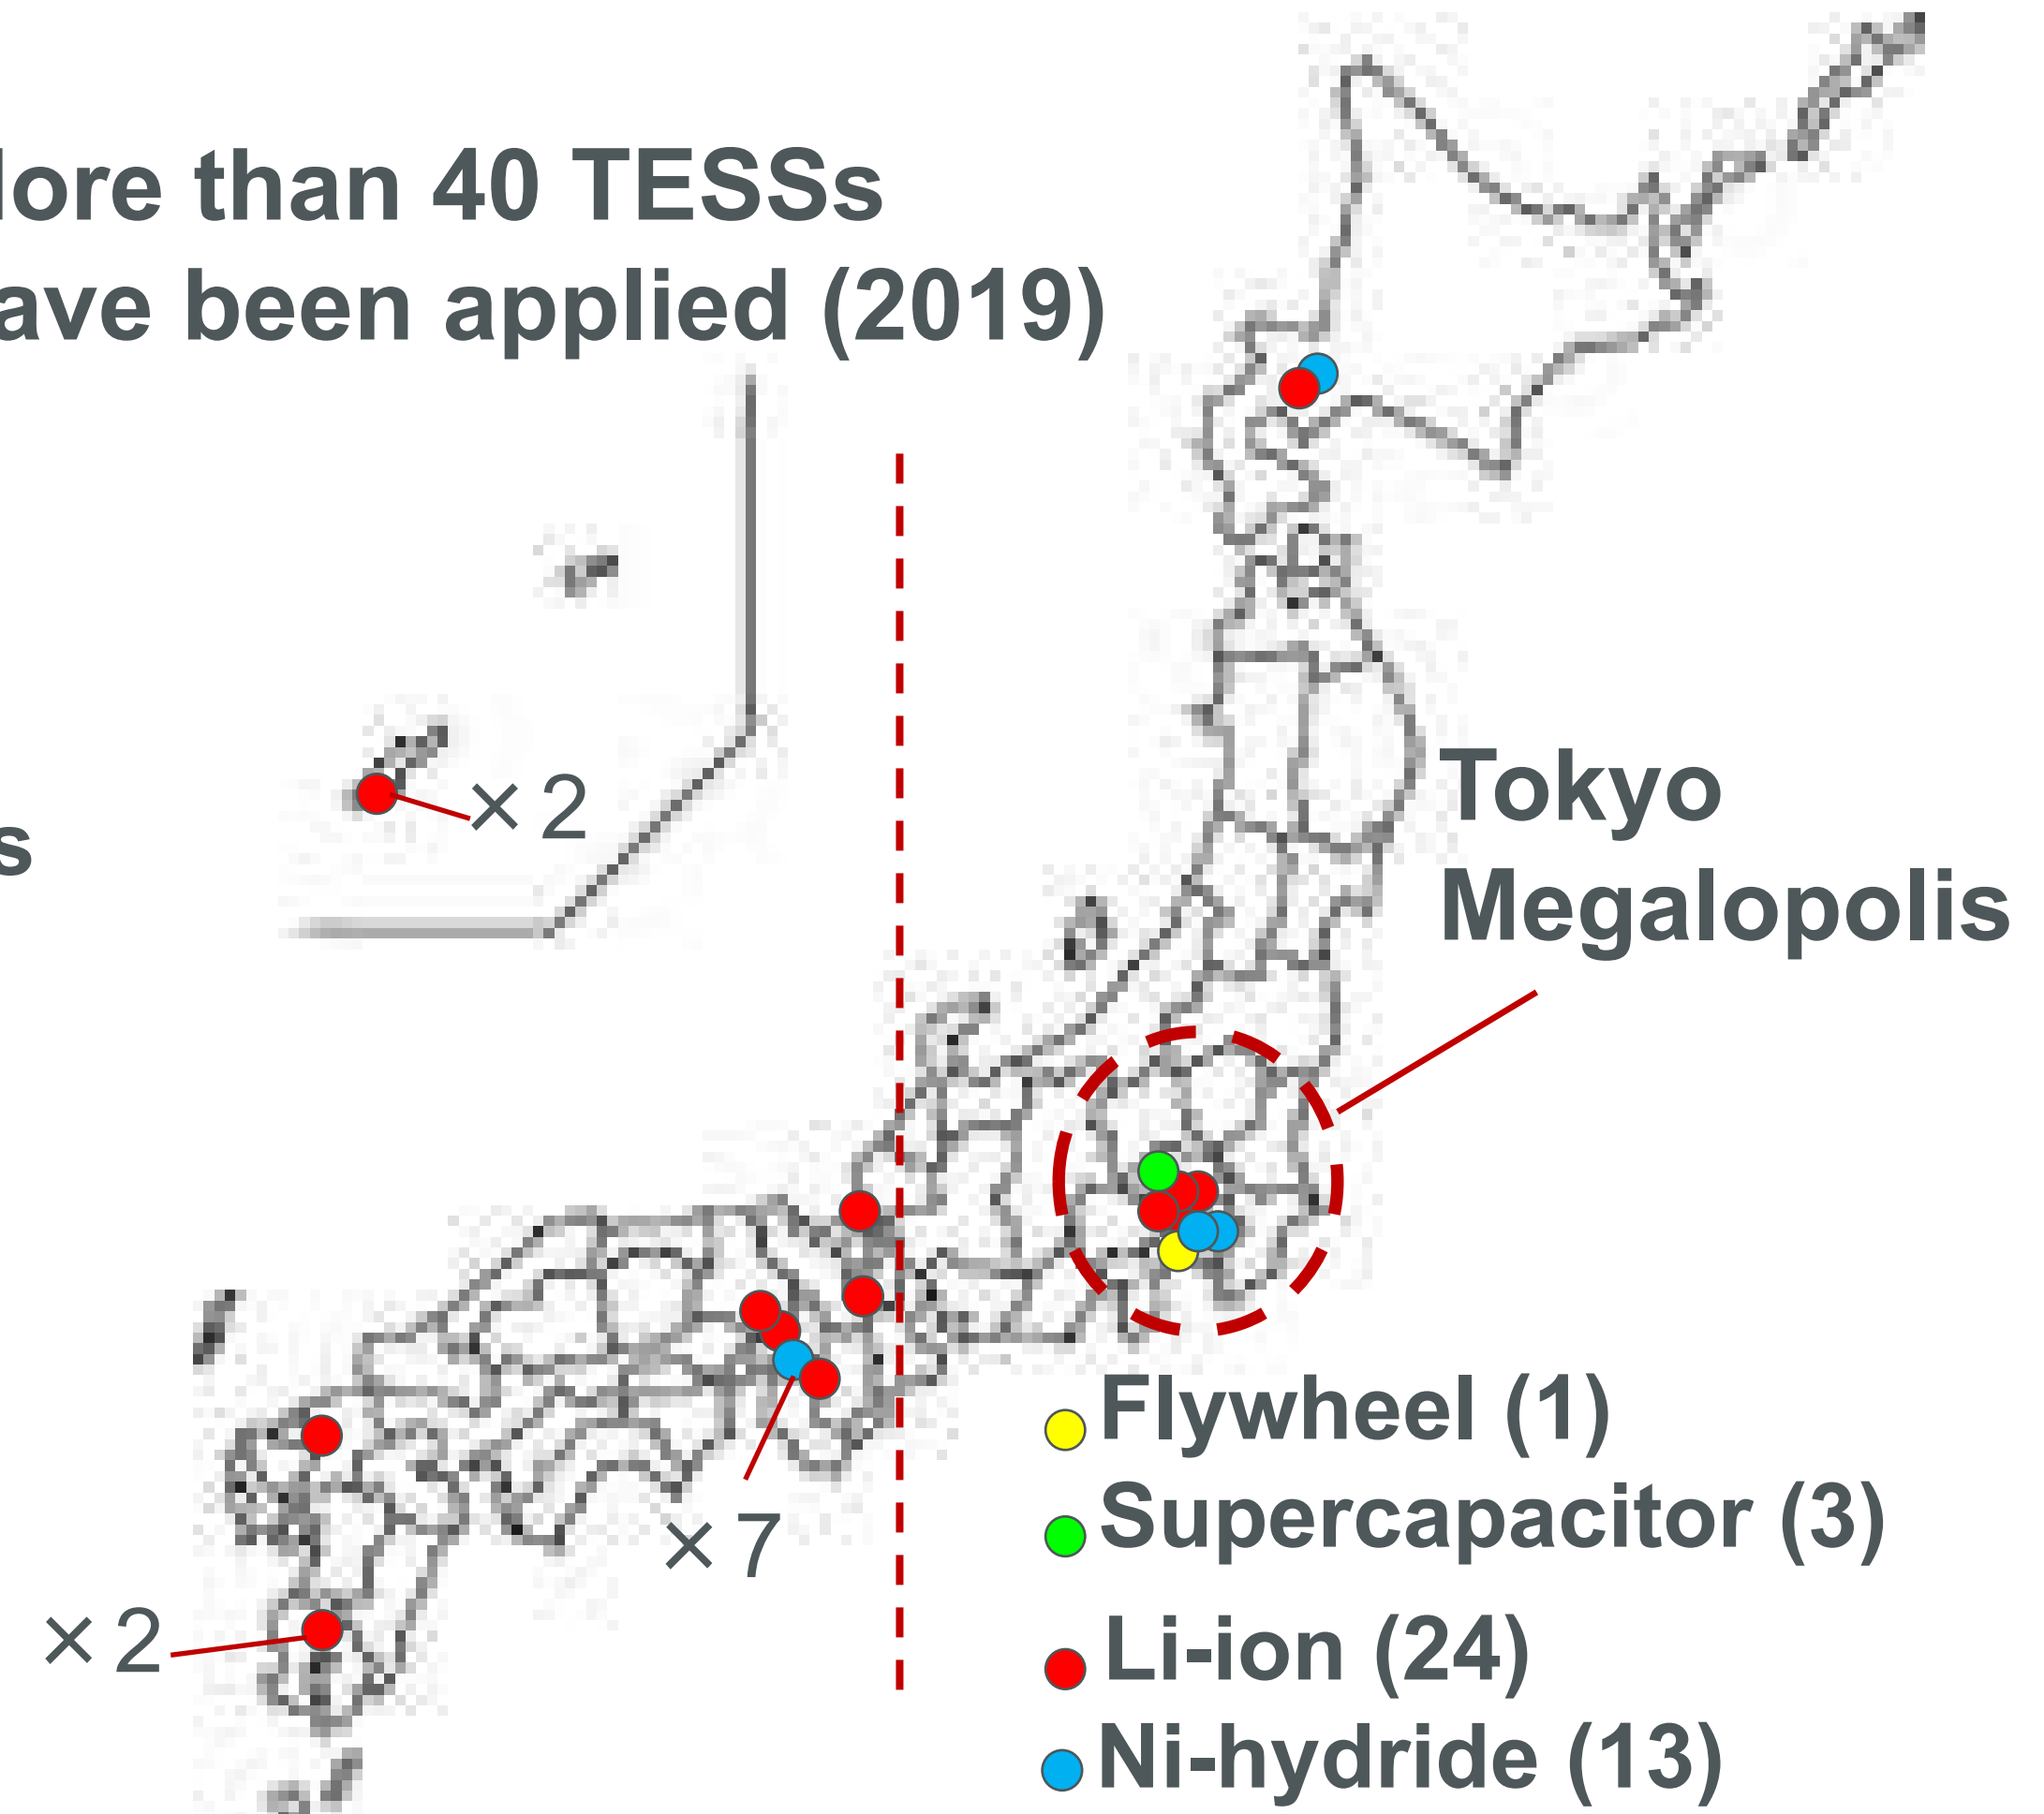 ore than 40 TESSs
ave been applied (2019)
×2
s
Tokyo
Megalopolis
×7
×2
Flywheel (1)
Supercapacitor (3)
Li-ion (24)
Ni-hydride (13)